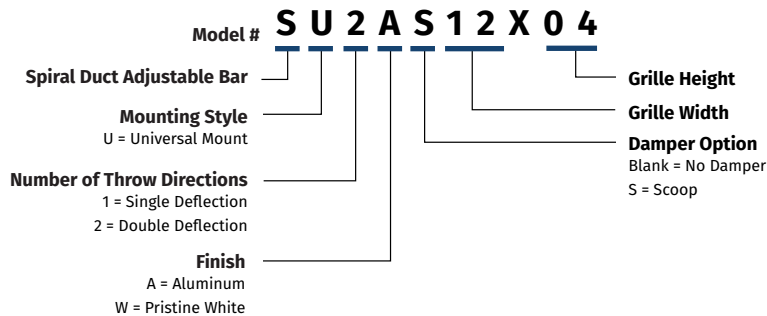 Model # S U 2 A S 1 2 X 0 4
Spiral Duct Adjustable Bar
Mounting Style
U = Universal Mount
Number of Throw Directions
1 = Single Deflection
2 = Double Deflection
Finish
A = Aluminum
W = Pristine White
Grille Height
Grille Width
Damper Option
Blank = No Damper
S = Scoop